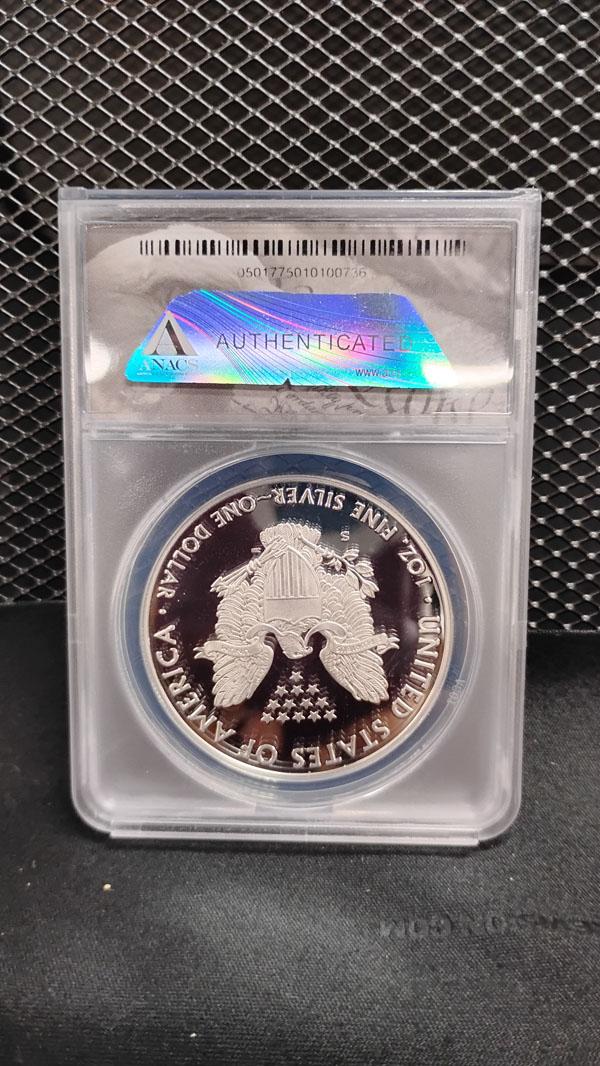 0501775010100736
ANACS
AUTHENTICATED
UNITED STATES OF AMERICA
1 OZ. FINE SILVER~ONE DOLLAR
S